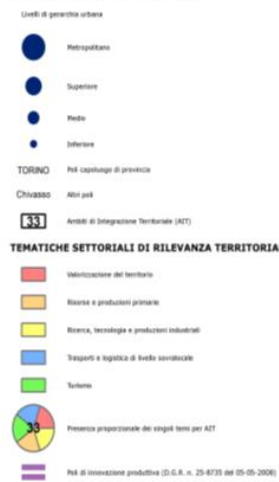 Livelli di gerarchia urbana
Metropolitano
Superiore
Medio
Inferiore
TORINO Poli capoluogo di provincia
Chivasso Altri poli
33 Ambiti di Integrazione Territoriale (AIT)
TEMATICHE SETTORIALI DI RILEVANZA TERRITORIA
Valorizzazione del territorio
Risorse e produzioni primarie
Ricerca, tecnologia e produzioni industriali
Trasporti e logistica di livello sovralocale
Turismo
33 Presenza proporzionale dei singoli temi per AIT
Poli di innovazione produttiva (D.G.R. n. 25-8735 del 05-05-2008)